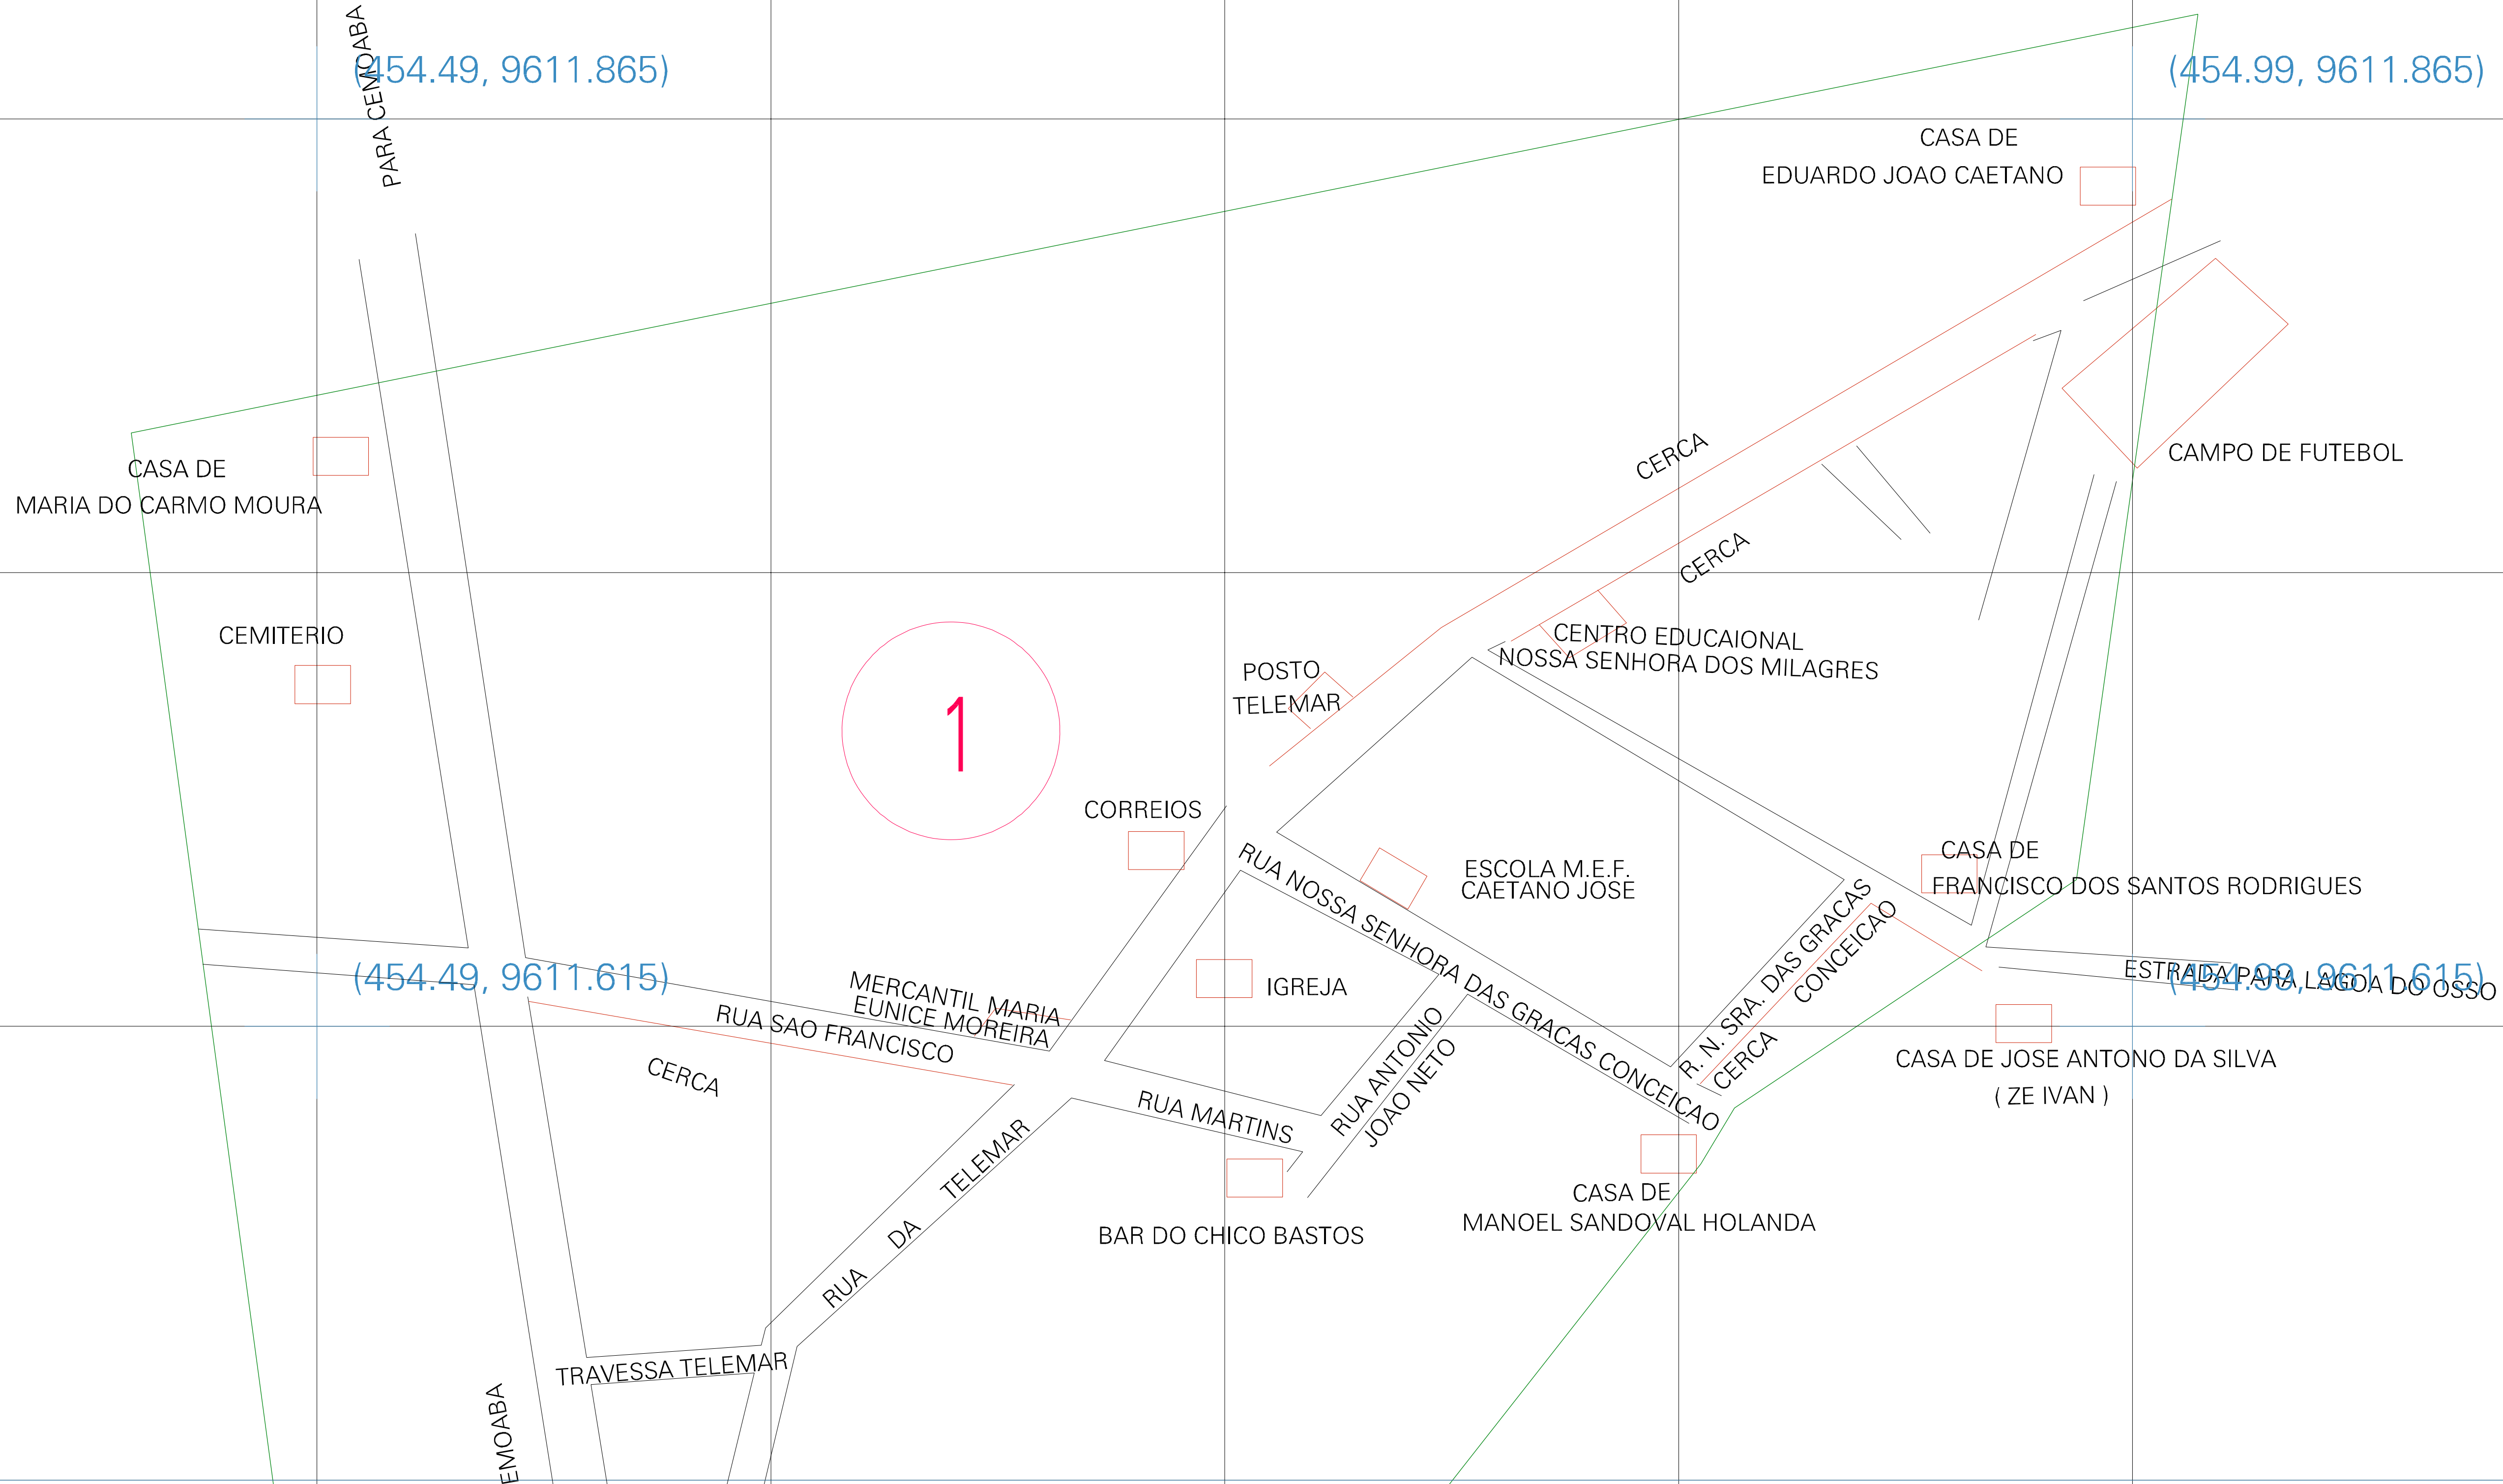 PARA CEMOABA
(454.49, 9611.865)
(454.99, 9611.865)
CASA DE
EDUARDO JOAO CAETANO
CERCA
CAMPO DE FUTEBOL
CASA DE
MARIA DO CARMO MOURA
CERCA
CEMITERIO
CENTRO EDUCAIONAL
NOSSA SENHORA DOS MILAGRES
POSTO
TELEMAR
1
CORREIOS
RUA NOSSA SENHORA DAS GRACAS CONCEICAO
ESCOLA M.E.F.
CAETANO JOSE
CASA DE
FRANCISCO DOS SANTOS RODRIGUES
R. N. SRA. DAS GRACAS
CONCEICAO
CERCA
(454.49, 9611.615)
(454.99, 9611.615)
ESTRADA PARA LAGOA DO OSSO
MERCANTIL MARIA
EUNICE MOREIRA
IGREJA
RUA SAO FRANCISCO
CERCA
RUA ANTONIO
JOAO NETO
CASA DE JOSE ANTONO DA SILVA
( ZE IVAN )
RUA MARTINS
RUA DA TELEMAR
CASA DE
MANOEL SANDOVAL HOLANDA
BAR DO CHICO BASTOS
TRAVESSA TELEMAR
EMOABA